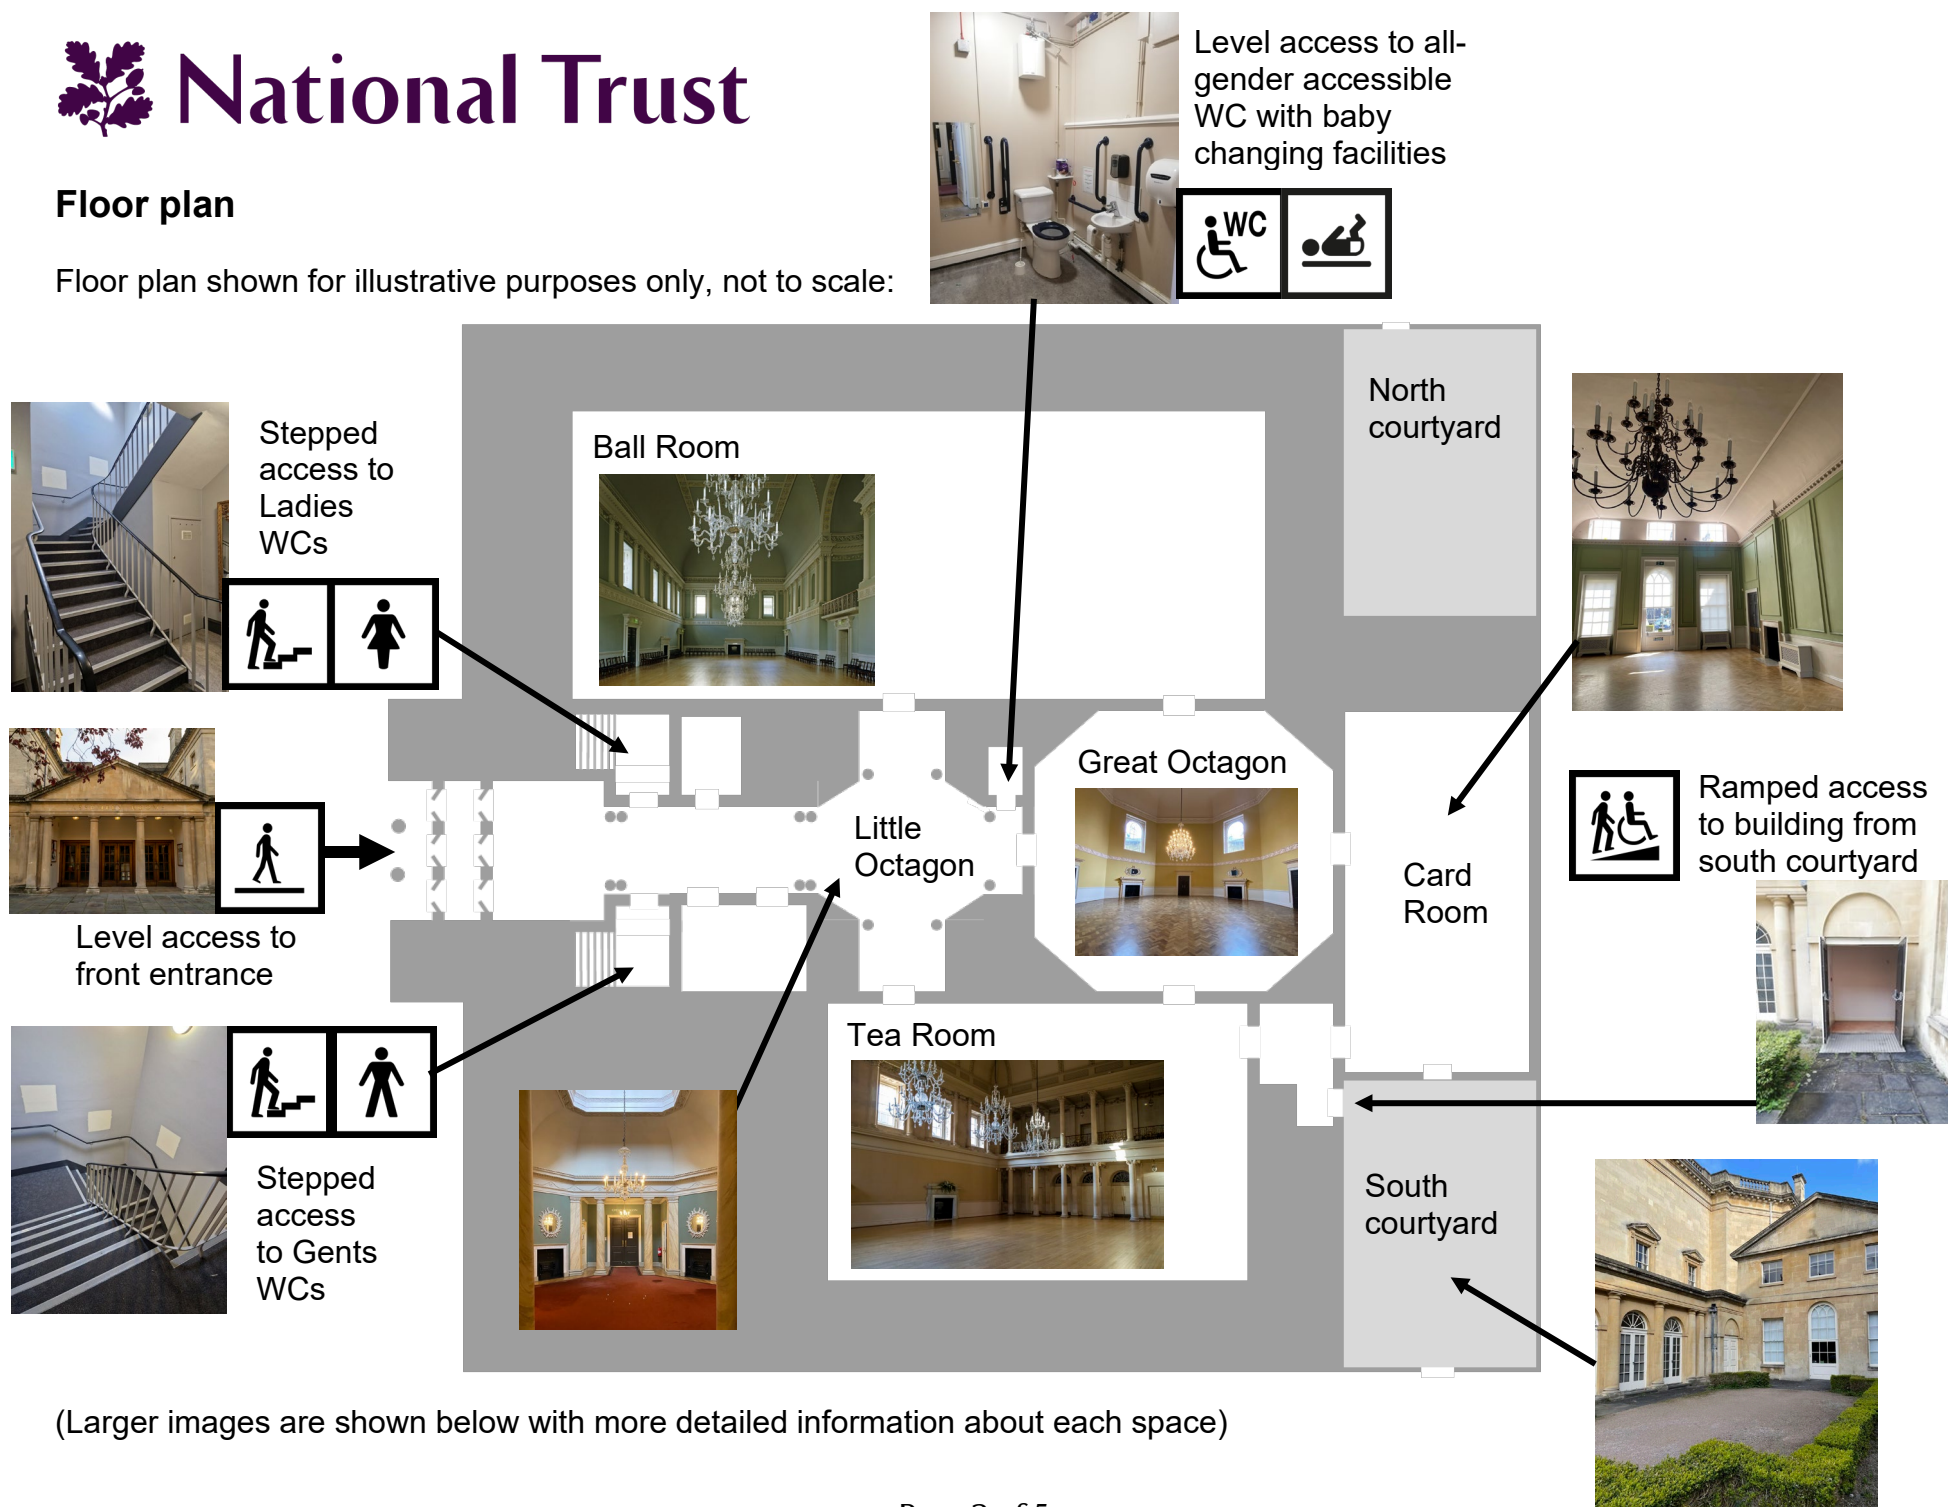 National Trust
Level access to all-
gender accessible
WC with baby
changing facilities
WC
Floor plan
Floor plan shown for illustrative purposes only, not to scale:
North
courtyard
Stepped
access to
Ladies
WCs
Ball Room
Great Octagon
Ramped access
to building from
south courtyard
Little
Octagon
Card
Room
Level access to
front entrance
Tea Room
Stepped
access
to Gents
WCs
South
courtyard
(Larger images are shown below with more detailed information about each space)